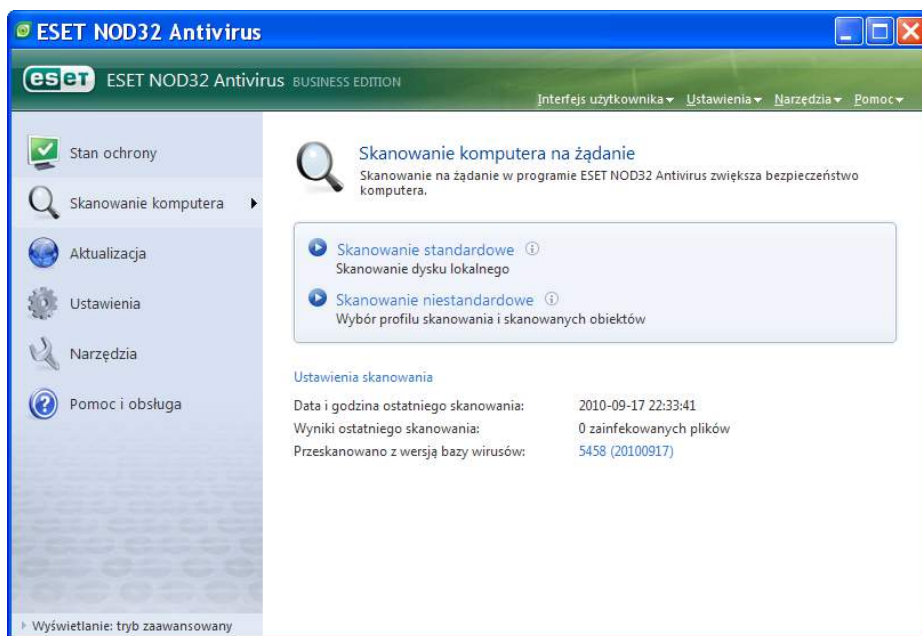 ESET NOD32 Antivirus
eset ESET NOD32 Antivirus BUSINESS EDITION
Interfejs użytkownika Ustawienia Narzędzia Pomoc
Stan ochrony
Skanowanie komputera
Aktualizacja
Ustawienia
Narzędzia
Pomoc i obsługa
Wyświetlanie: tryb zaawansowany
Skanowanie komputera na żądanie
Skanowanie na żądanie w programie ESET NOD32 Antivirus zwiększa bezpieczeństwo
komputera.
Skanowanie standardowe
Skanowanie dysku lokalnego
Skanowanie niestandardowe
Wybór profilu skanowania i skanowanych obiektów
Ustawienia skanowania
Data i godzina ostatniego skanowania: 2010-09-17 22:33:41
Wyniki ostatniego skanowania: 0 zainfekowanych plików
Przeskanowano z wersją bazy wirusów: 5458 (20100917)